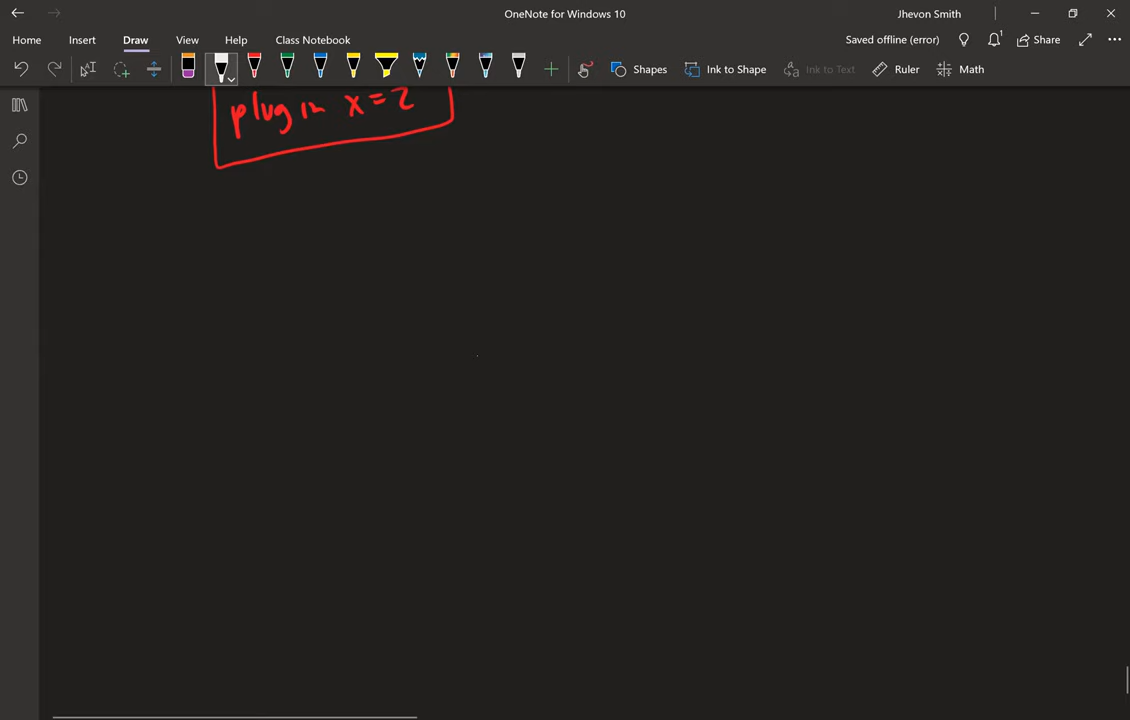 OneNote for Windows 10
Jhevon Smith
Home Insert Draw View Help Class Notebook
Saved offline (error)
1
Share
Shapes
Ink to Shape
Ink to Text
Ruler
Math
plug in x=2